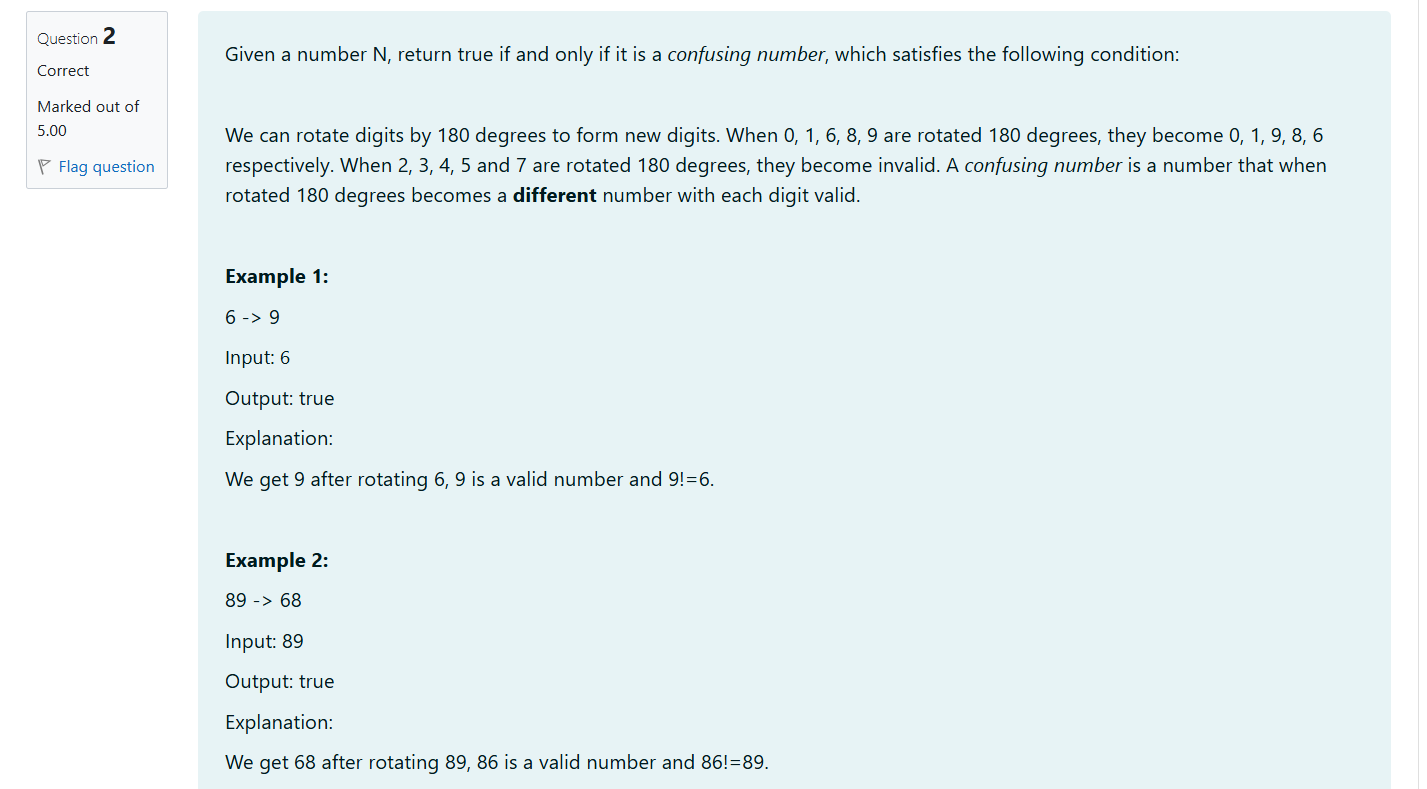 Question 2
Correct
Marked out of
5.00
Flag question
Given a number N, return true if and only if it is a confusing number, which satisfies the following condition:
We can rotate digits by 180 degrees to form new digits. When 0, 1, 6, 8, 9 are rotated 180 degrees, they become 0, 1, 9, 8, 6
respectively. When 2, 3, 4, 5 and 7 are rotated 180 degrees, they become invalid. A confusing number is a number that when
rotated 180 degrees becomes a different number with each digit valid.
Example 1:
6 -> 9
Input: 6
Output: true
Explanation:
We get 9 after rotating 6, 9 is a valid number and 9!=6.
Example 2:
89 -> 68
Input: 89
Output: true
Explanation:
We get 68 after rotating 89, 86 is a valid number and 86!=89.